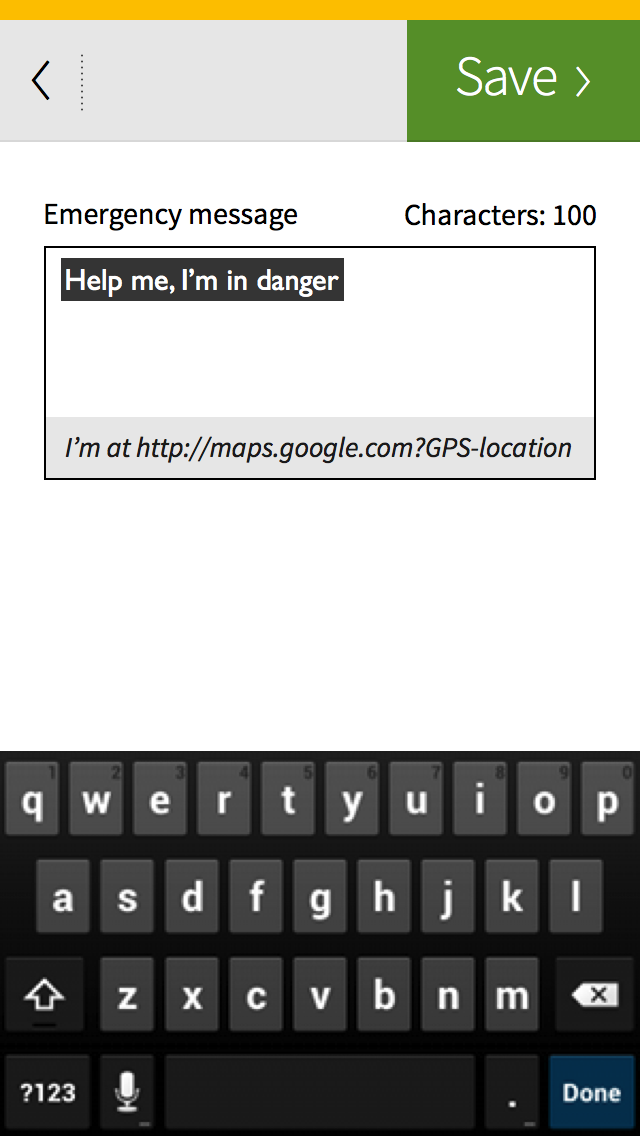 Save
Emergency message Characters: 100
Help me, I’m in danger
I’m at http://maps.google.com?GPS-location
1 2 3 4 5 6 7 8 9 0
q w e r t y u i o p
a s d f g h j k l
z x c v b n m
?123 . Done